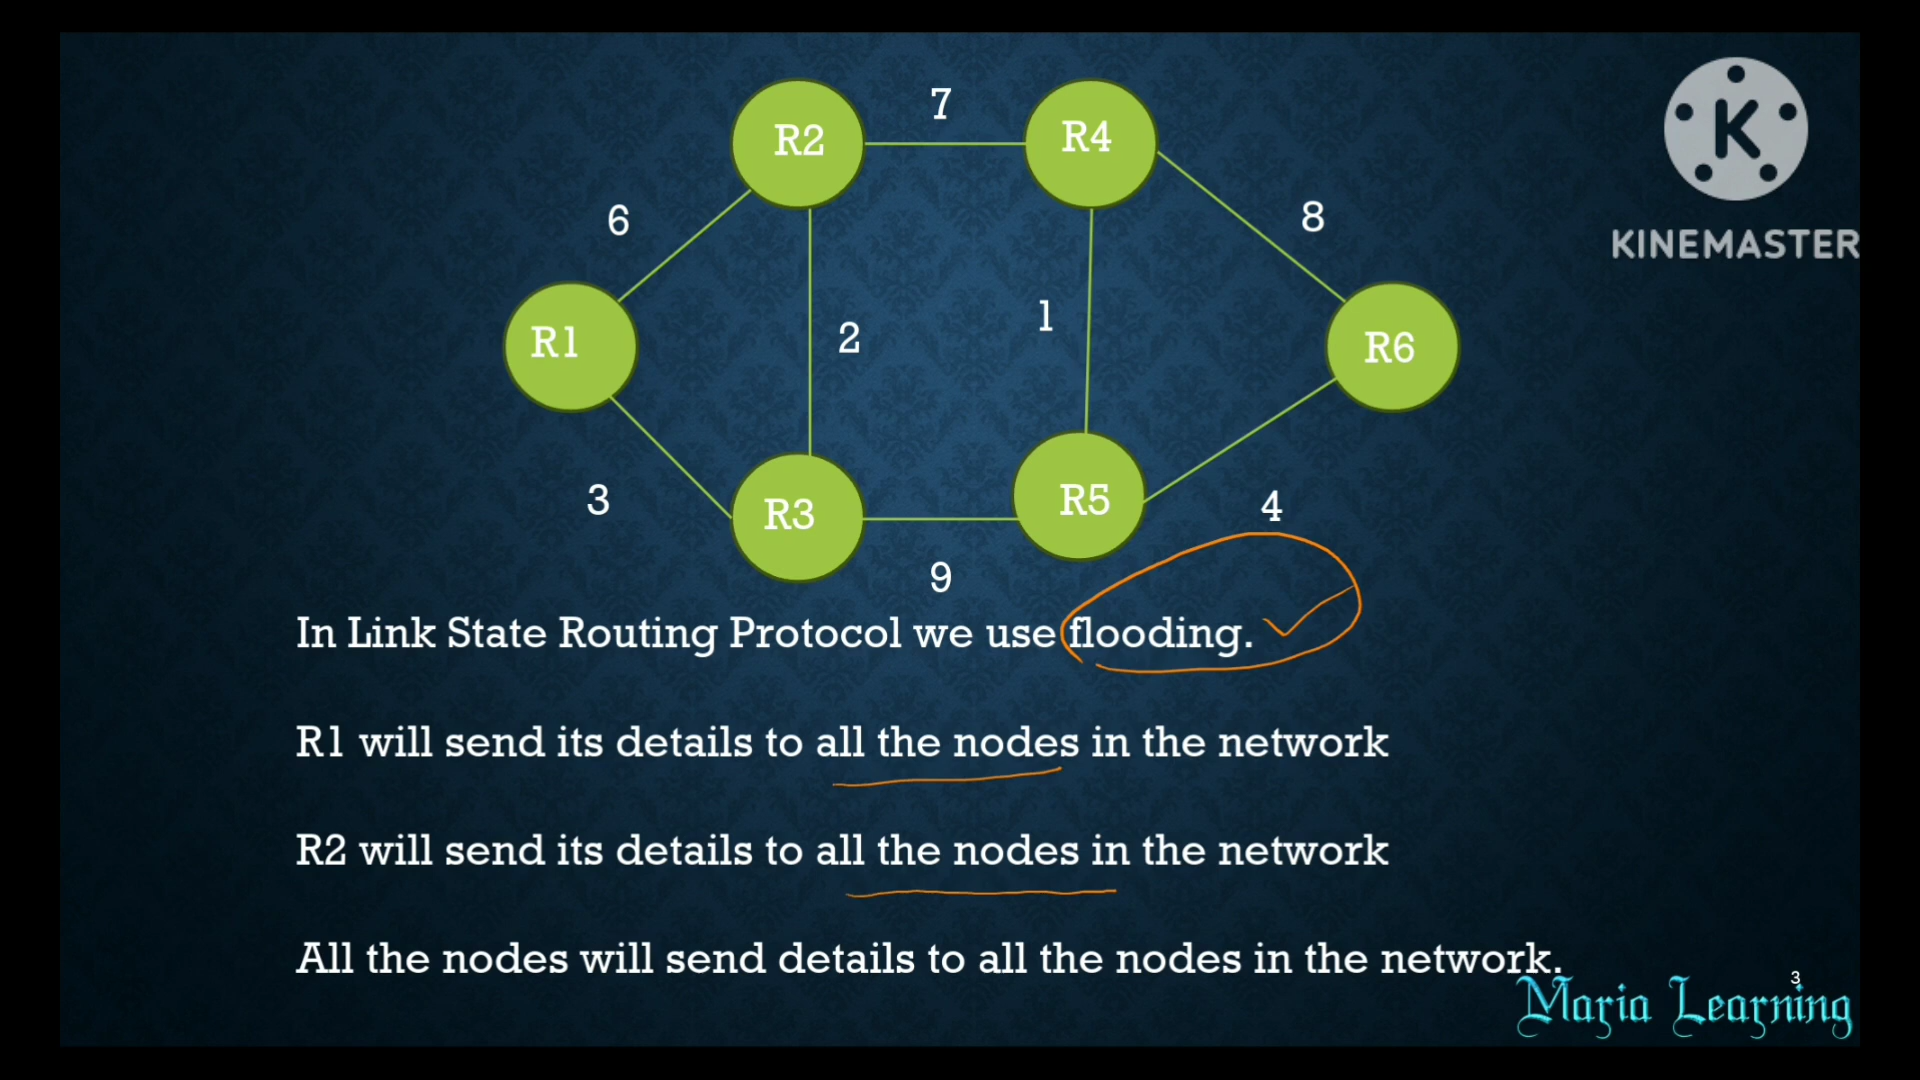 R2
7
R4
6
8
KINEMASTER
R1
2
1
R6
3
R3
R5
4
9
In Link State Routing Protocol we use flooding.
R1 will send its details to all the nodes in the network
R2 will send its details to all the nodes in the network
All the nodes will send details to all the nodes in the network.
3
Maria Learning